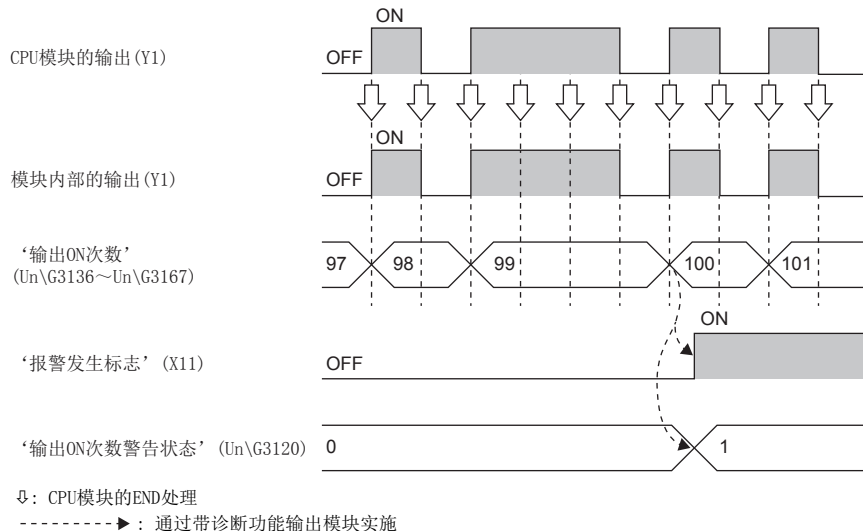 ON
CPU模块的输出(Y1)
OFF
ON
模块内部的输出(Y1)
OFF
‘输出ON次数’
(Un\G3136～Un\G3167)
97 98 99 100 101
ON
‘报警发生标志’(X11)
OFF
‘输出ON次数警告状态’(Un\G3120) 0 1
⇩: CPU模块的END处理
: 通过带诊断功能输出模块实施